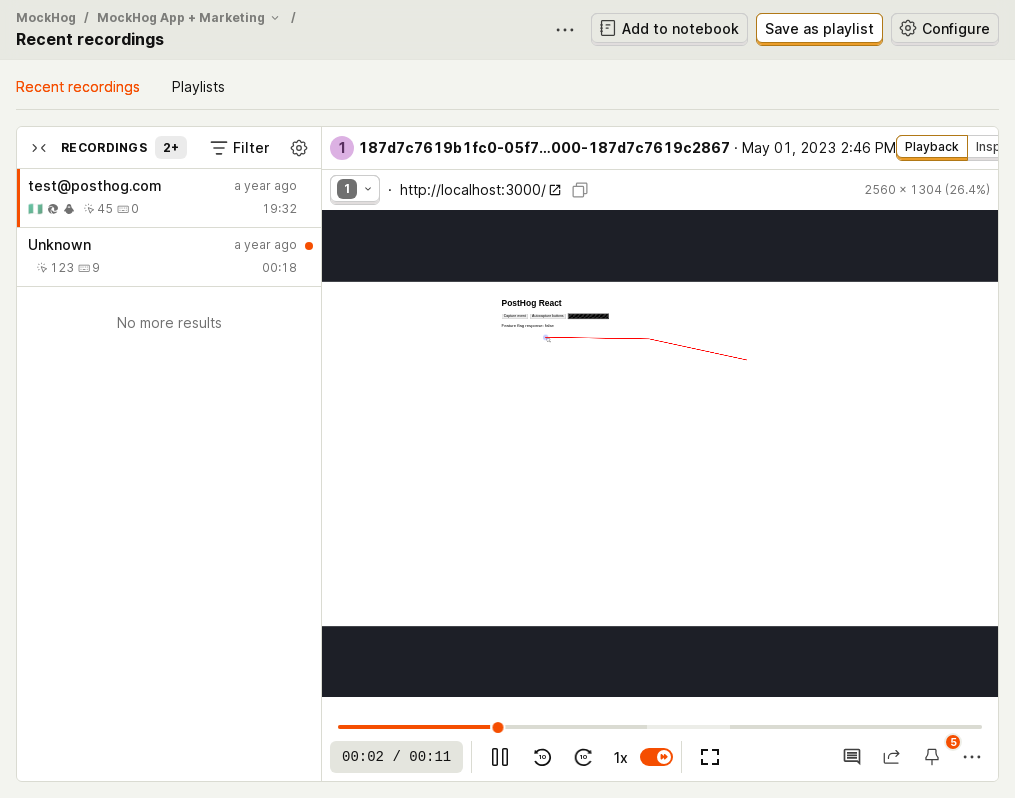 MockHog / MockHog App + Marketing /
Recent recordings
Add to notebook
Save as playlist
Configure
Recent recordings
Playlists
RECORDINGS 2+ Filter
test@posthog.com a year ago
45 0 19:32
Unknown a year ago
123 9 00:18
No more results
1 187d7c7619b1fc0-05f7...000-187d7c7619c2867 · May 01, 2023 2:46 PM
Playback Insp
1 · http://localhost:3000/
2560 x 1304 (26.4%)
PostHog React
Capture event Autocapture buttons
Feature flag response: false
00:02 / 00:11
10 10 1x
5